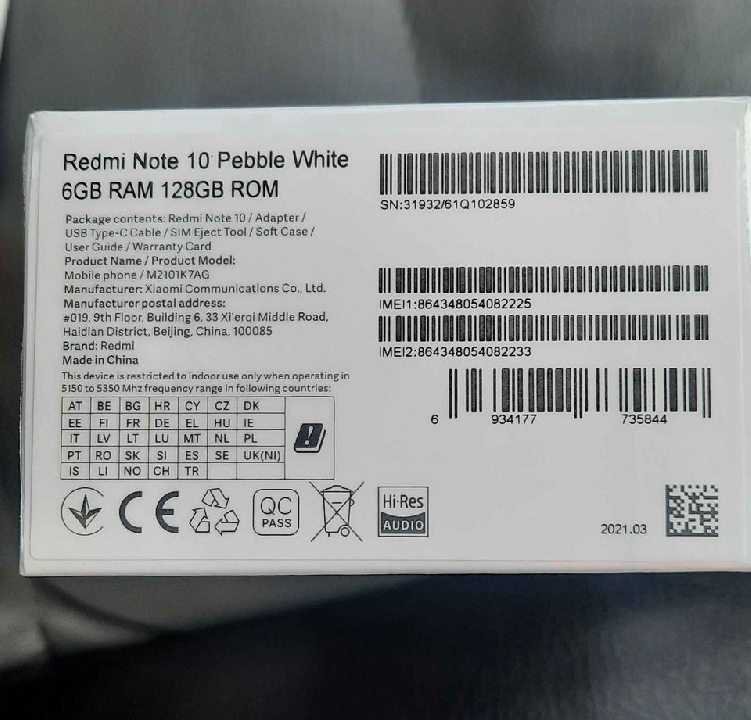 Redmi Note 10 Pebble White
6GB RAM 128GB ROM
Package contents: Redmi Note 10 / Adapter /
USB Type-C Cable / SIM Eject Tool / Soft Case /
User Guide / Warranty Card
Product Name / Product Model:
Mobile phone / M2101K7AG
Manufacturer: Xiaomi Communications Co., Ltd.
Manufacturer postal address:
#019, 9th Floor, Building 6, 33 Xi'erqi Middle Road,
Haidian District, Beijing, China, 100085
Brand: Redmi
Made in China
This device is restricted to indoor use only when operating in
5150 to 5350 Mhz frequency range in following countries:
AT BE BG HR CY CZ DK
EE FI FR DE EL HU IE
IT LV LT LU MT NL PL
PT RO SK SI ES SE UK(NI)
IS LI NO CH TR
CE
QC
PASS
Hi-Res
AUDIO
SN:31932/61Q102859
IMEI1:864348054082225
IMEI2:864348054082233
6 934177 735844
2021.03